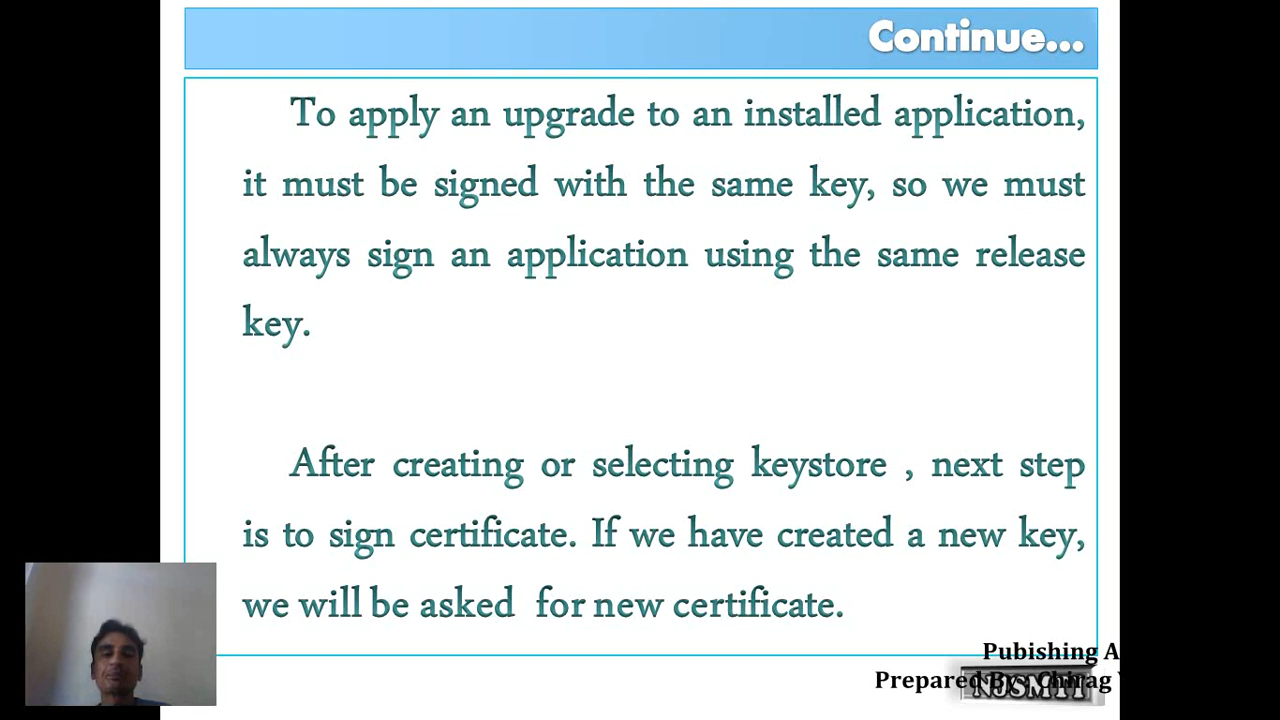 Continue...
To apply an upgrade to an installed application,
it must be signed with the same key, so we must
always sign an application using the same release
key.
After creating or selecting keystore , next step
is to sign certificate. If we have created a new key,
we will be asked for new certificate.
Pubishing A
Prepared By : Chirag Y
NJSMTI